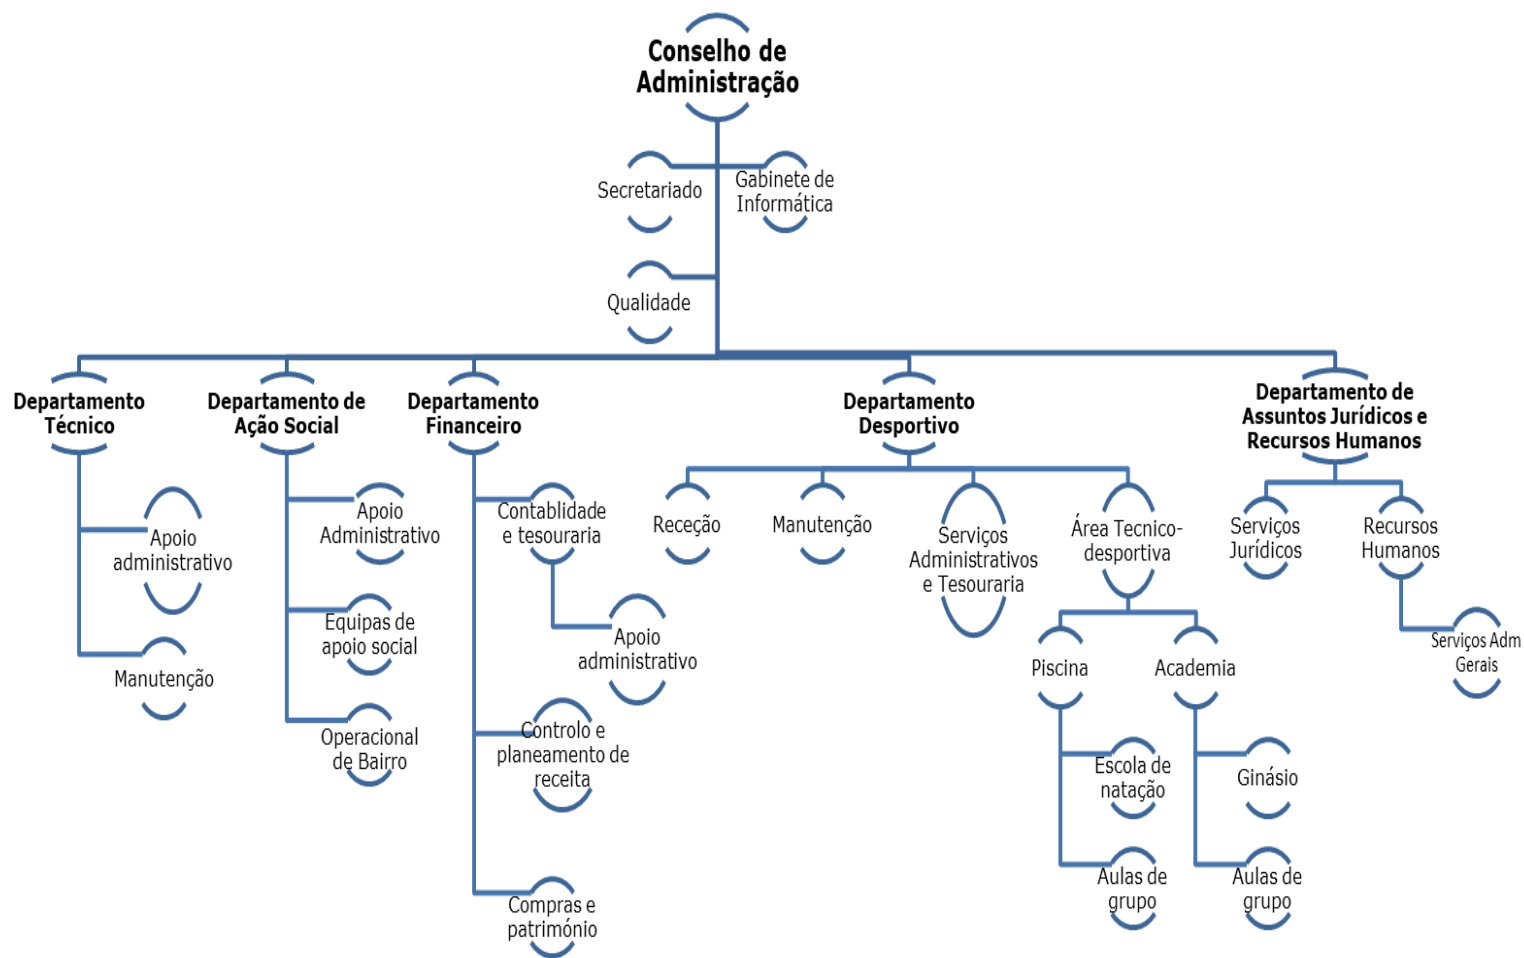 Conselho de
Administração
Secretariado
Gabinete de
Informática
Qualidade
Departamento
Técnico
Departamento de
Ação Social
Departamento
Financeiro
Departamento
Desportivo
Departamento de
Assuntos Jurídicos e
Recursos Humanos
Apoio
administrativo
Manutenção
Apoio
Administrativo
Equipas de
apoio social
Operacional
de Bairro
Contablidade
e tesouraria
Apoio
administrativo
Controlo e
planeamento de
receita
Compras e
património
Receção
Manutenção
Serviços
Administrativos
e Tesouraria
Área Tecnico-
desportiva
Piscina
Academia
Escola de
natação
Aulas de
grupo
Ginásio
Aulas de
grupo
Serviços
Jurídicos
Recursos
Humanos
Serviços Adm
Gerais